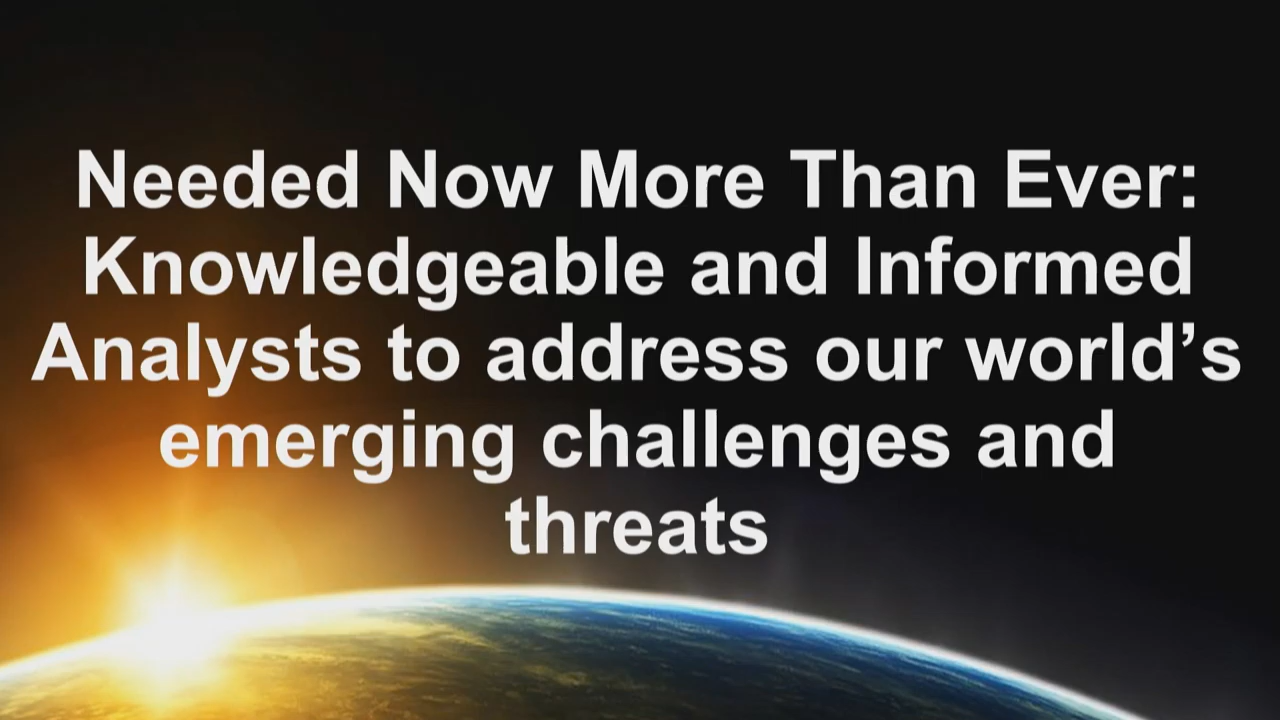 Needed Now More Than Ever:
Knowledgeable and Informed
Analysts to address our world’s
emerging challenges and
threats